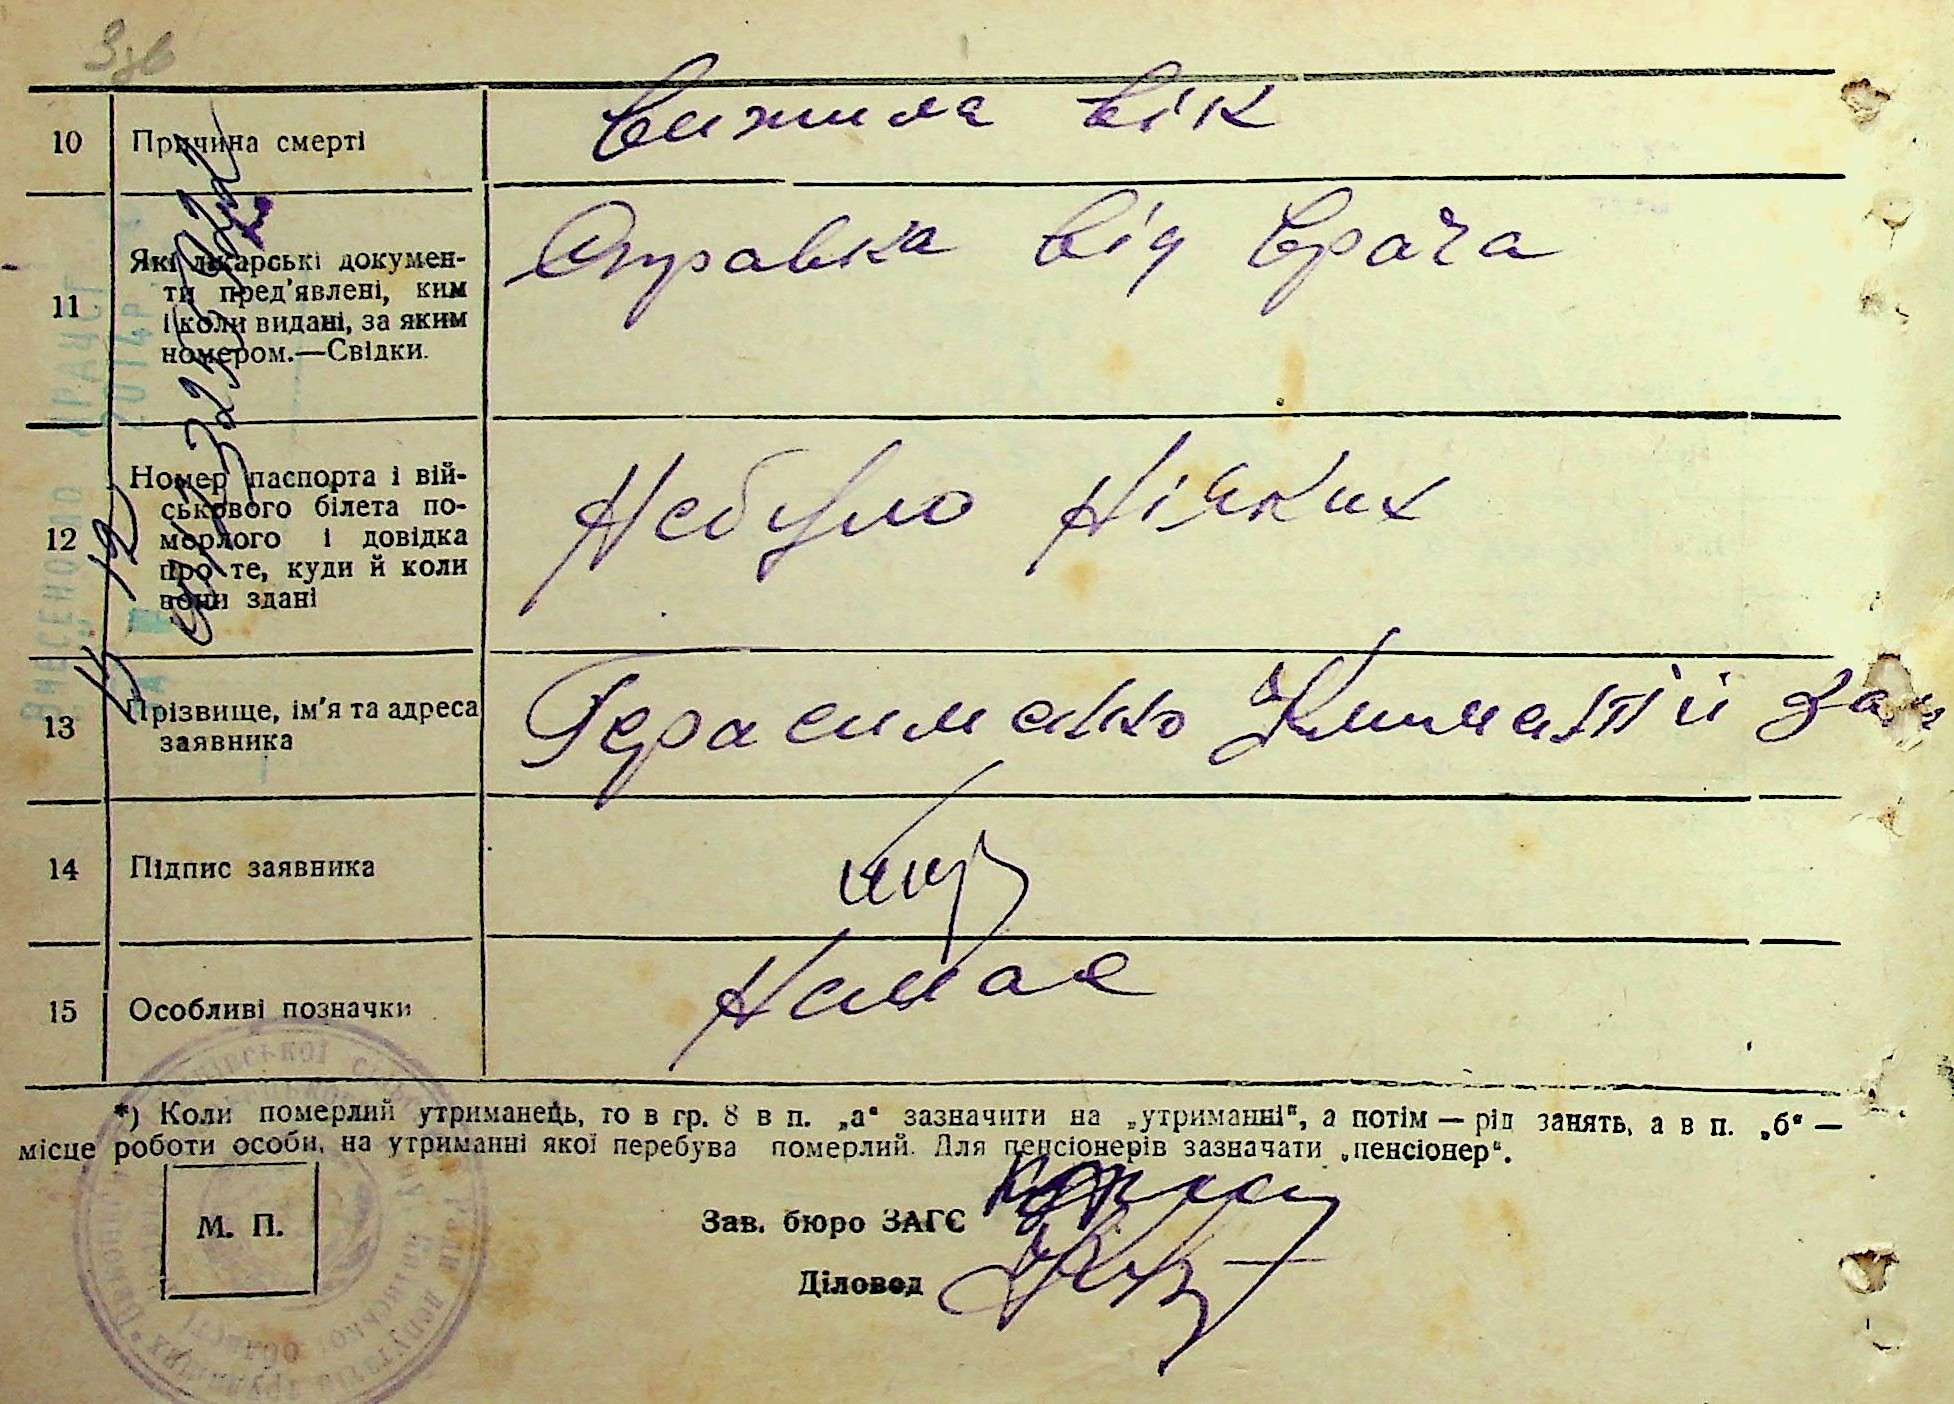 10 Причина смерті Вижила вік
11 Які лікарські докумен-
ти пред'явлені, ким
і коли видані, за яким
номером.—Свідки.
Справка від врача
12 Номер паспорта і вій-
ськового білета по-
мерлого і довідка
про те, куди й коли
вони здані
Небуло ніяких
13 Прізвище, ім'я та адреса
заявника
Герасименко Климентій
14 Підпис заявника
15 Особливі позначки Немає
*) Коли померлий утриманець, то в гр. 8 в п. „а“ зазначити на „утриманні“, а потім — рід занять, а в п. „б“ —
місце роботи особи, на утриманні якої перебува померлий. Для пенсіонерів зазначати „пенсіонер“.
М. П.
Зав. бюро ЗАГС
Діловод